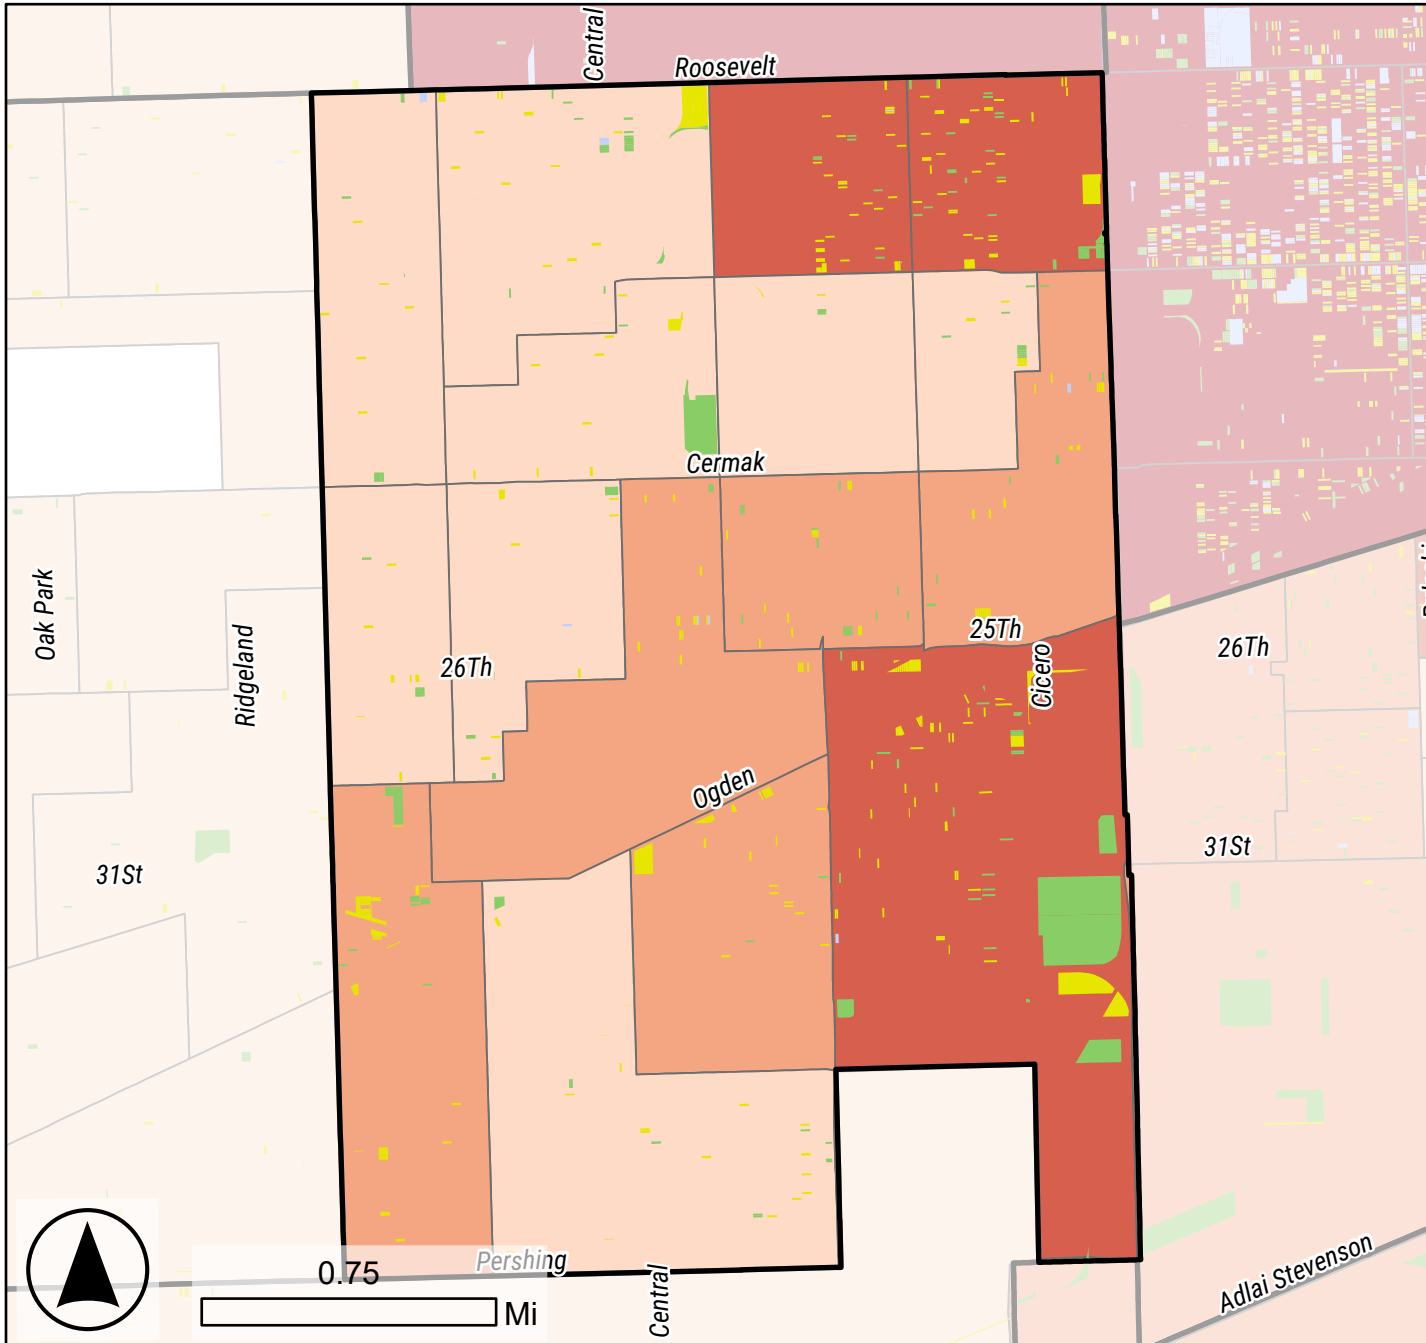 Central
Roosevelt
Cermak
Oak Park
Ridgeland
26Th
25Th
Cicero
26Th
Ogden
31St
31St
Pershing
0.75
Mi
Central
Adlai Stevenson